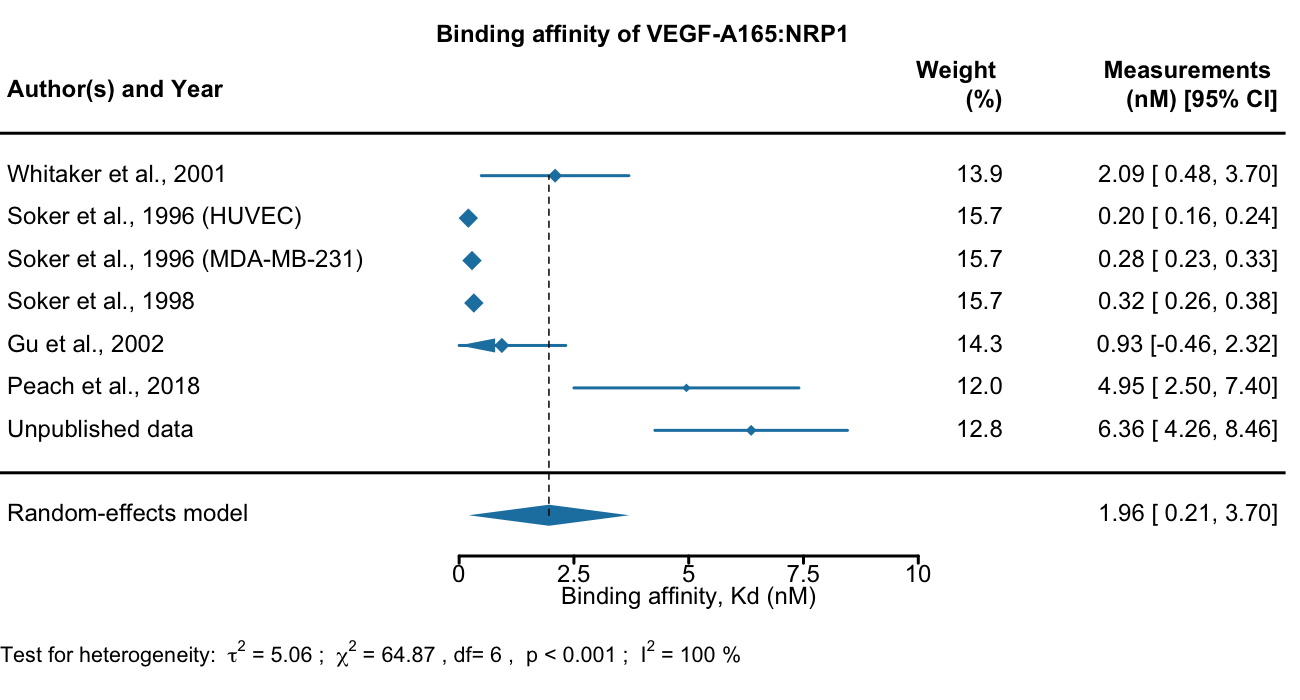 Binding affinity of VEGF-A165:NRP1
Author(s) and Year
Weight (%)
Measurements (nM) [95% CI]
Whitaker et al., 2001 13.9 2.09 [ 0.48, 3.70]
Soker et al., 1996 (HUVEC) 15.7 0.20 [ 0.16, 0.24]
Soker et al., 1996 (MDA-MB-231) 15.7 0.28 [ 0.23, 0.33]
Soker et al., 1998 15.7 0.32 [ 0.26, 0.38]
Gu et al., 2002 14.3 0.93 [-0.46, 2.32]
Peach et al., 2018 12.0 4.95 [ 2.50, 7.40]
Unpublished data 12.8 6.36 [ 4.26, 8.46]
Random-effects model 1.96 [ 0.21, 3.70]
0 2.5 5 7.5 10
Binding affinity, Kd (nM)
Test for heterogeneity: τ² = 5.06 ; χ² = 64.87 , df= 6 , p < 0.001 ; I² = 100 %